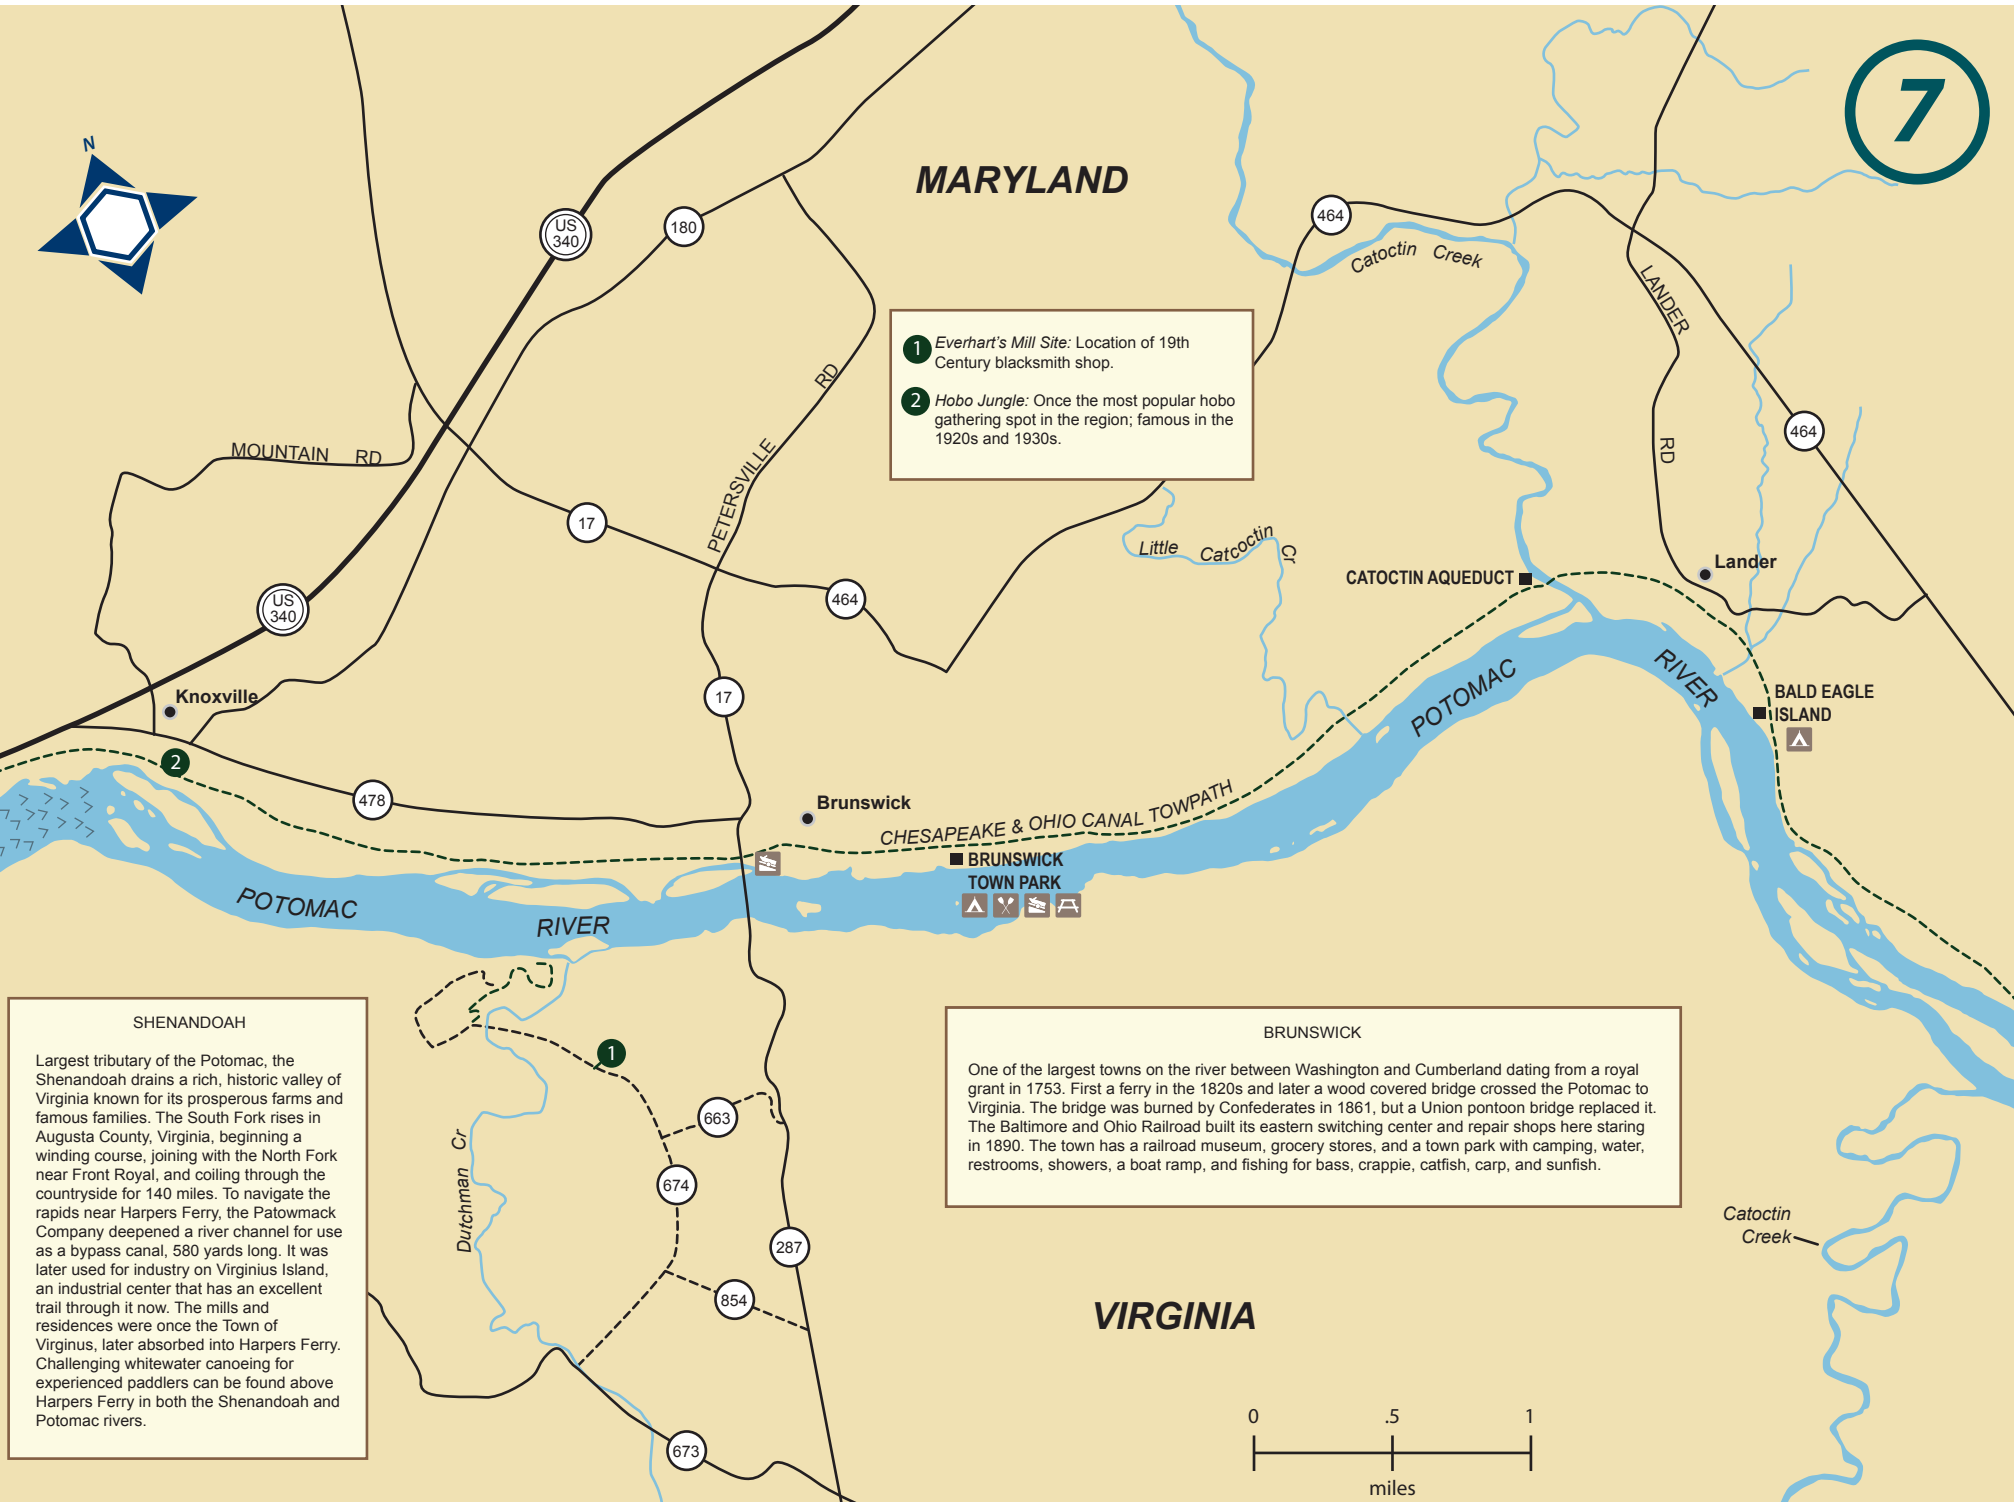 7
N
MARYLAND
US
340
180
464
Catoctin Creek
LANDER
RD
1 Everhart's Mill Site: Location of 19th
Century blacksmith shop.
2 Hobo Jungle: Once the most popular hobo
gathering spot in the region; famous in the
1920s and 1930s.
RD
PETERSVILLE
MOUNTAIN RD
464
17
Little Catcoctin Cr
CATOCTIN AQUEDUCT
Lander
US
340
464
17
Knoxville
POTOMAC RIVER
BALD EAGLE
ISLAND
2
478
Brunswick
CHESAPEAKE & OHIO CANAL TOWPATH
BRUNSWICK
TOWN PARK
POTOMAC RIVER
SHENANDOAH
Largest tributary of the Potomac, the
Shenandoah drains a rich, historic valley of
Virginia known for its prosperous farms and
famous families. The South Fork rises in
Augusta County, Virginia, beginning a
winding course, joining with the North Fork
near Front Royal, and coiling through the
countryside for 140 miles. To navigate the
rapids near Harpers Ferry, the Patowmack
Company deepened a river channel for use
as a bypass canal, 580 yards long. It was
later used for industry on Virginius Island,
an industrial center that has an excellent
trail through it now. The mills and
residences were once the Town of
Virginus, later absorbed into Harpers Ferry.
Challenging whitewater canoeing for
experienced paddlers can be found above
Harpers Ferry in both the Shenandoah and
Potomac rivers.
1
663
674
Dutchman Cr
287
854
673
BRUNSWICK
One of the largest towns on the river between Washington and Cumberland dating from a royal
grant in 1753. First a ferry in the 1820s and later a wood covered bridge crossed the Potomac to
Virginia. The bridge was burned by Confederates in 1861, but a Union pontoon bridge replaced it.
The Baltimore and Ohio Railroad built its eastern switching center and repair shops here staring
in 1890. The town has a railroad museum, grocery stores, and a town park with camping, water,
restrooms, showers, a boat ramp, and fishing for bass, crappie, catfish, carp, and sunfish.
Catoctin
Creek
VIRGINIA
0 .5 1
miles